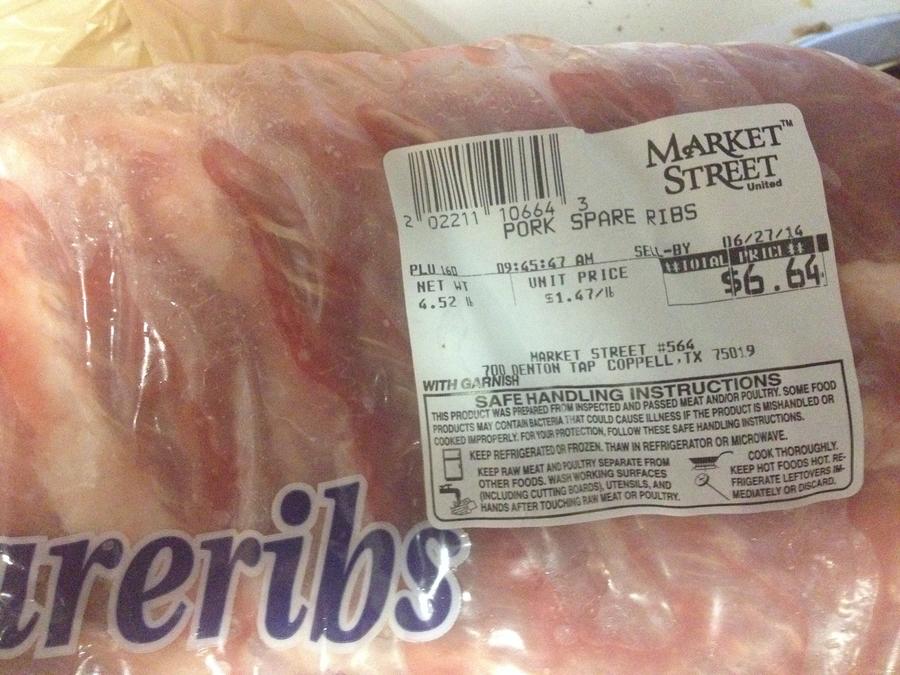 MARKET™
STREET
United
2 02211 10664 3
PORK SPARE RIBS
PLU 160 09:45:47 AM SELL-BY 06/27/14
NET WT UNIT PRICE **TOTAL PRICE**
4.52 lb $1.47/lb $6.64
MARKET STREET #564
700 DENTON TAP COPPELL,TX 75019
WITH GARNISH
SAFE HANDLING INSTRUCTIONS
THIS PRODUCT WAS PREPARED FROM INSPECTED AND PASSED MEAT AND/OR POULTRY. SOME FOOD
PRODUCTS MAY CONTAIN BACTERIA THAT COULD CAUSE ILLNESS IF THE PRODUCT IS MISHANDLED OR
COOKED IMPROPERLY. FOR YOUR PROTECTION, FOLLOW THESE SAFE HANDLING INSTRUCTIONS.
KEEP REFRIGERATED OR FROZEN. THAW IN REFRIGERATOR OR MICROWAVE.
KEEP RAW MEAT AND POULTRY SEPARATE FROM
OTHER FOODS. WASH WORKING SURFACES
(INCLUDING CUTTING BOARDS), UTENSILS, AND
HANDS AFTER TOUCHING RAW MEAT OR POULTRY.
COOK THOROUGHLY.
KEEP HOT FOODS HOT. RE-
FRIGERATE LEFTOVERS IM-
MEDIATELY OR DISCARD.
areribs